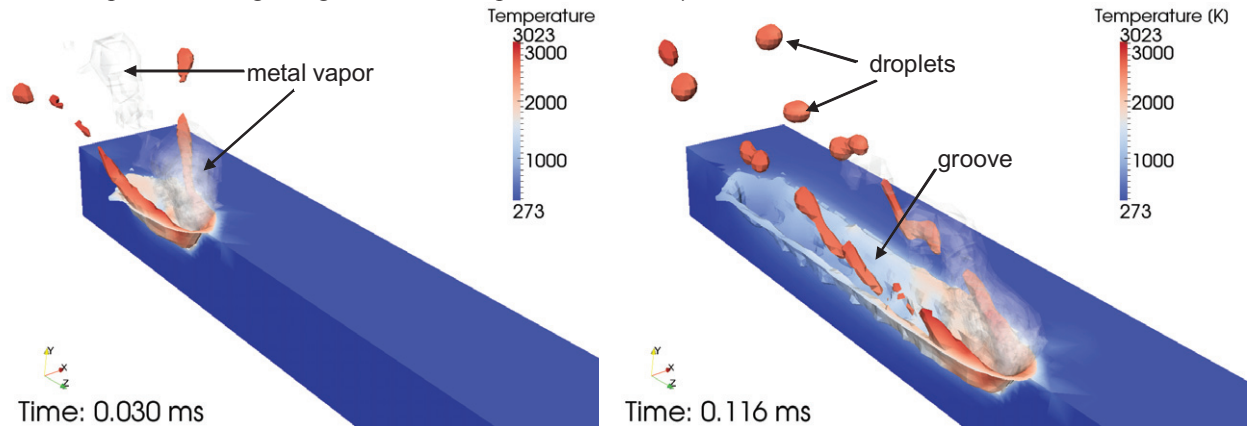 Temperature
3023
3000
2000
1000
273
metal vapor
Y
X
Z
Time: 0.030 ms
Temperature (K)
3023
3000
2000
1000
273
droplets
groove
Y
X
Z
Time: 0.116 ms